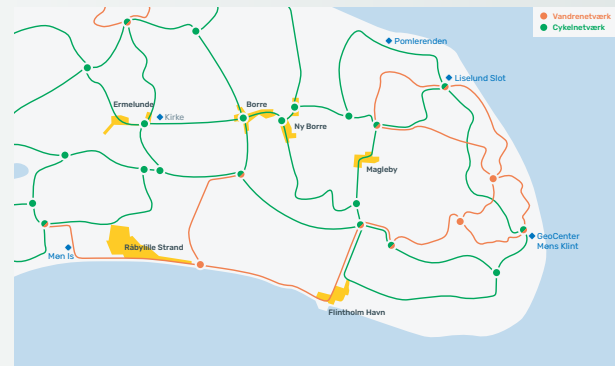 Vandrenetværk
Cykelnetværk
Pomlerenden
Liselund Slot
Ermelunde
Borre
Kirke
Ny Borre
Magleby
GeoCenter
Møns Klint
Råbylille Strand
Møn Is
Flintholm Havn